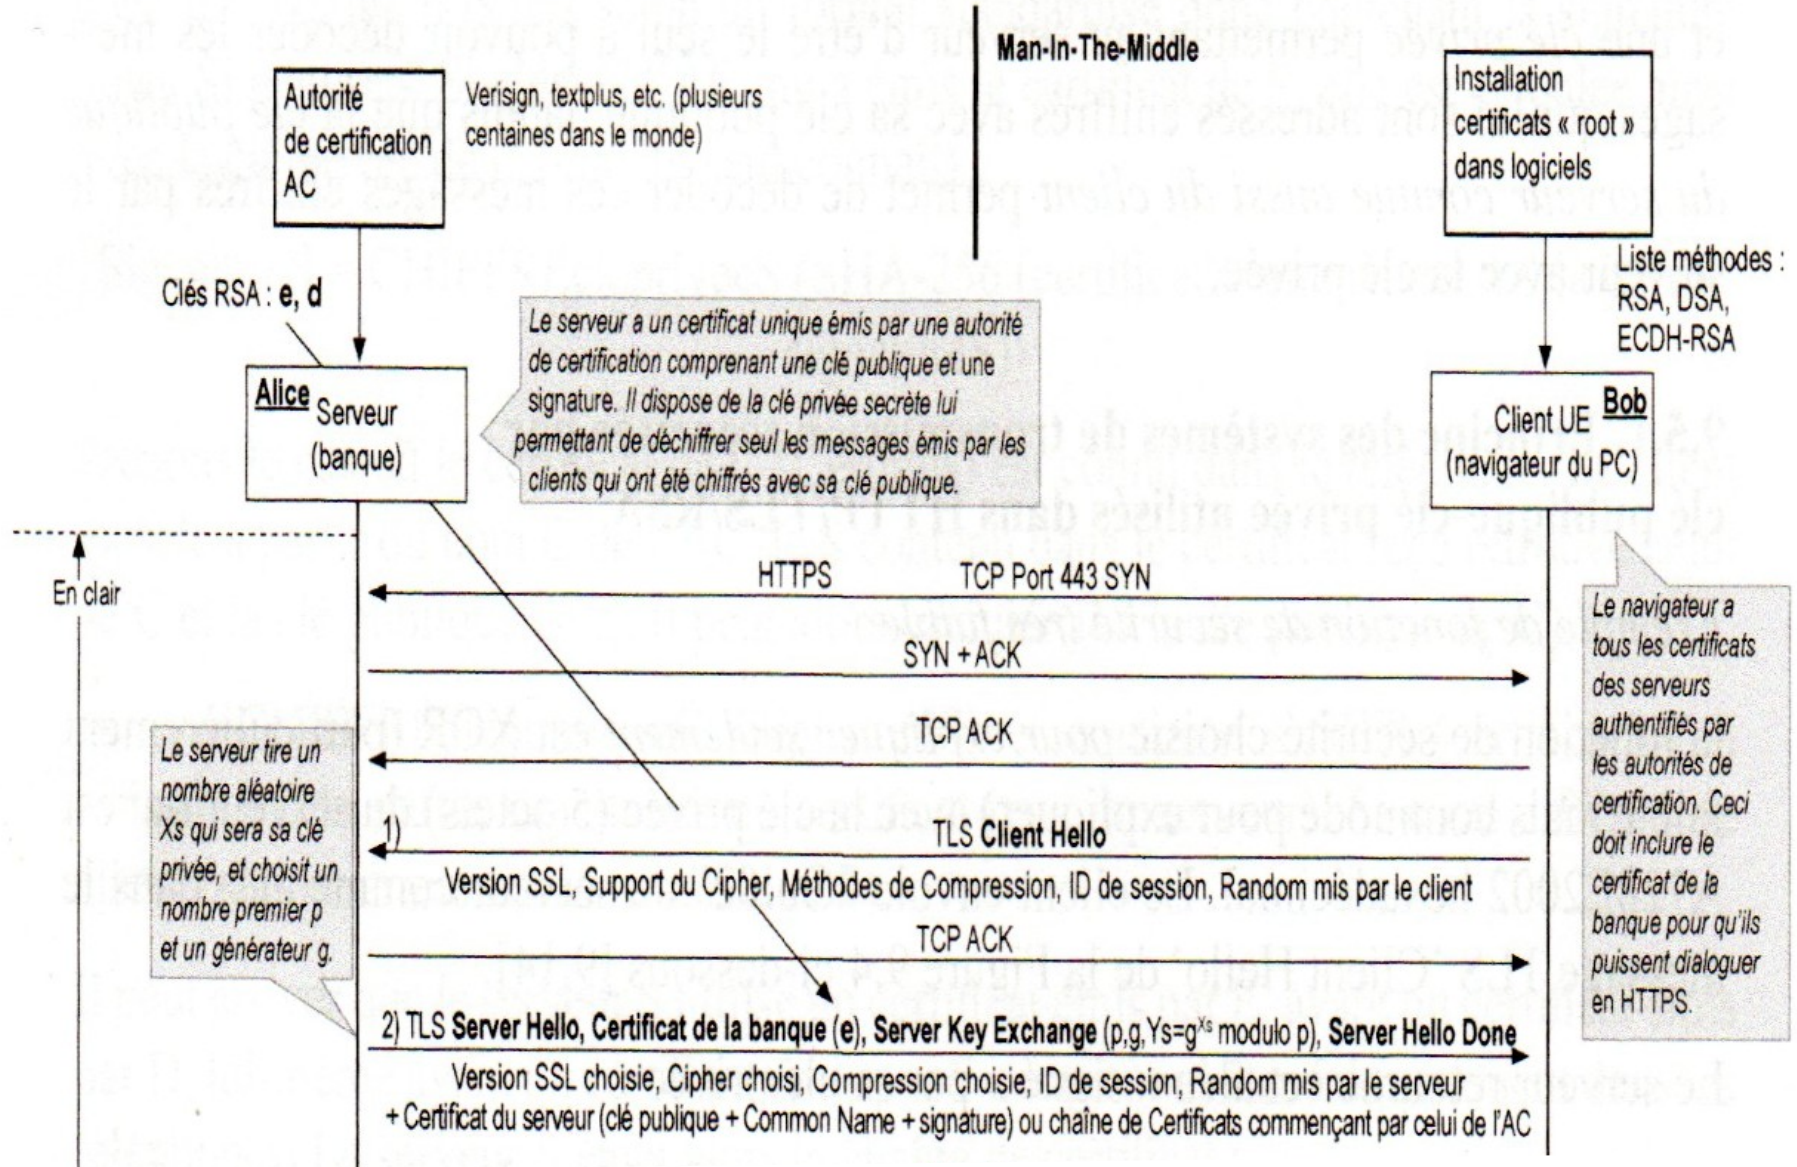 Man-In-The-Middle
Autorité
de certification
AC
Verisign, textplus, etc. (plusieurs
centaines dans le monde)
Installation
certificats « root »
dans logiciels
Liste méthodes :
RSA, DSA,
ECDH-RSA
Clés RSA : e, d
Alice
Serveur
(banque)
Le serveur a un certificat unique émis par une autorité
de certification comprenant une clé publique et une
signature. Il dispose de la clé privée secrète lui
permettant de déchiffrer seul les messages émis par les
clients qui ont été chiffrés avec sa clé publique.
Bob
Client UE
(navigateur du PC)
En clair
HTTPS TCP Port 443 SYN
SYN + ACK
TCP ACK
Le navigateur a
tous les certificats
des serveurs
authentifiés par
les autorités de
certification. Ceci
doit inclure le
certificat de la
banque pour qu'ils
puissent dialoguer
en HTTPS.
Le serveur tire un
nombre aléatoire
Xs qui sera sa clé
privée, et choisit un
nombre premier p
et un générateur g.
1) TLS Client Hello
Version SSL, Support du Cipher, Méthodes de Compression, ID de session, Random mis par le client
TCP ACK
2) TLS Server Hello, Certificat de la banque (e), Server Key Exchange (p,g,Ys=g^Xs modulo p), Server Hello Done
Version SSL choisie, Cipher choisi, Compression choisie, ID de session, Random mis par le serveur
+ Certificat du serveur (clé publique + Common Name + signature) ou chaîne de Certificats commençant par celui de l'AC